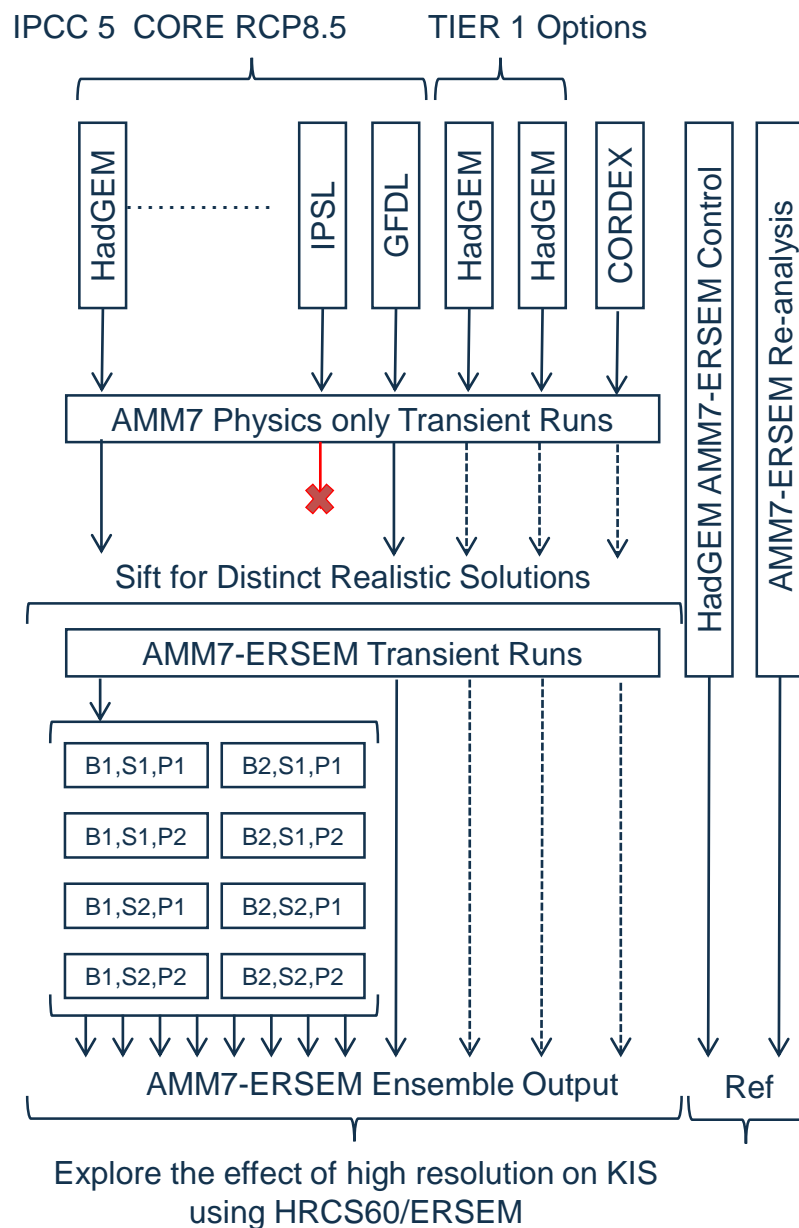 IPCC 5 CORE RCP8.5
TIER 1 Options
HadGEM
IPSL
GFDL
HadGEM
HadGEM
CORDEX
HadGEM AMM7-ERSEM Control
AMM7-ERSEM Re-analysis
AMM7 Physics only Transient Runs
Sift for Distinct Realistic Solutions
AMM7-ERSEM Transient Runs
B1,S1,P1
B2,S1,P1
B1,S1,P2
B2,S1,P2
B1,S2,P1
B2,S2,P1
B1,S2,P2
B2,S2,P2
AMM7-ERSEM Ensemble Output
Ref
Explore the effect of high resolution on KIS
using HRCS60/ERSEM